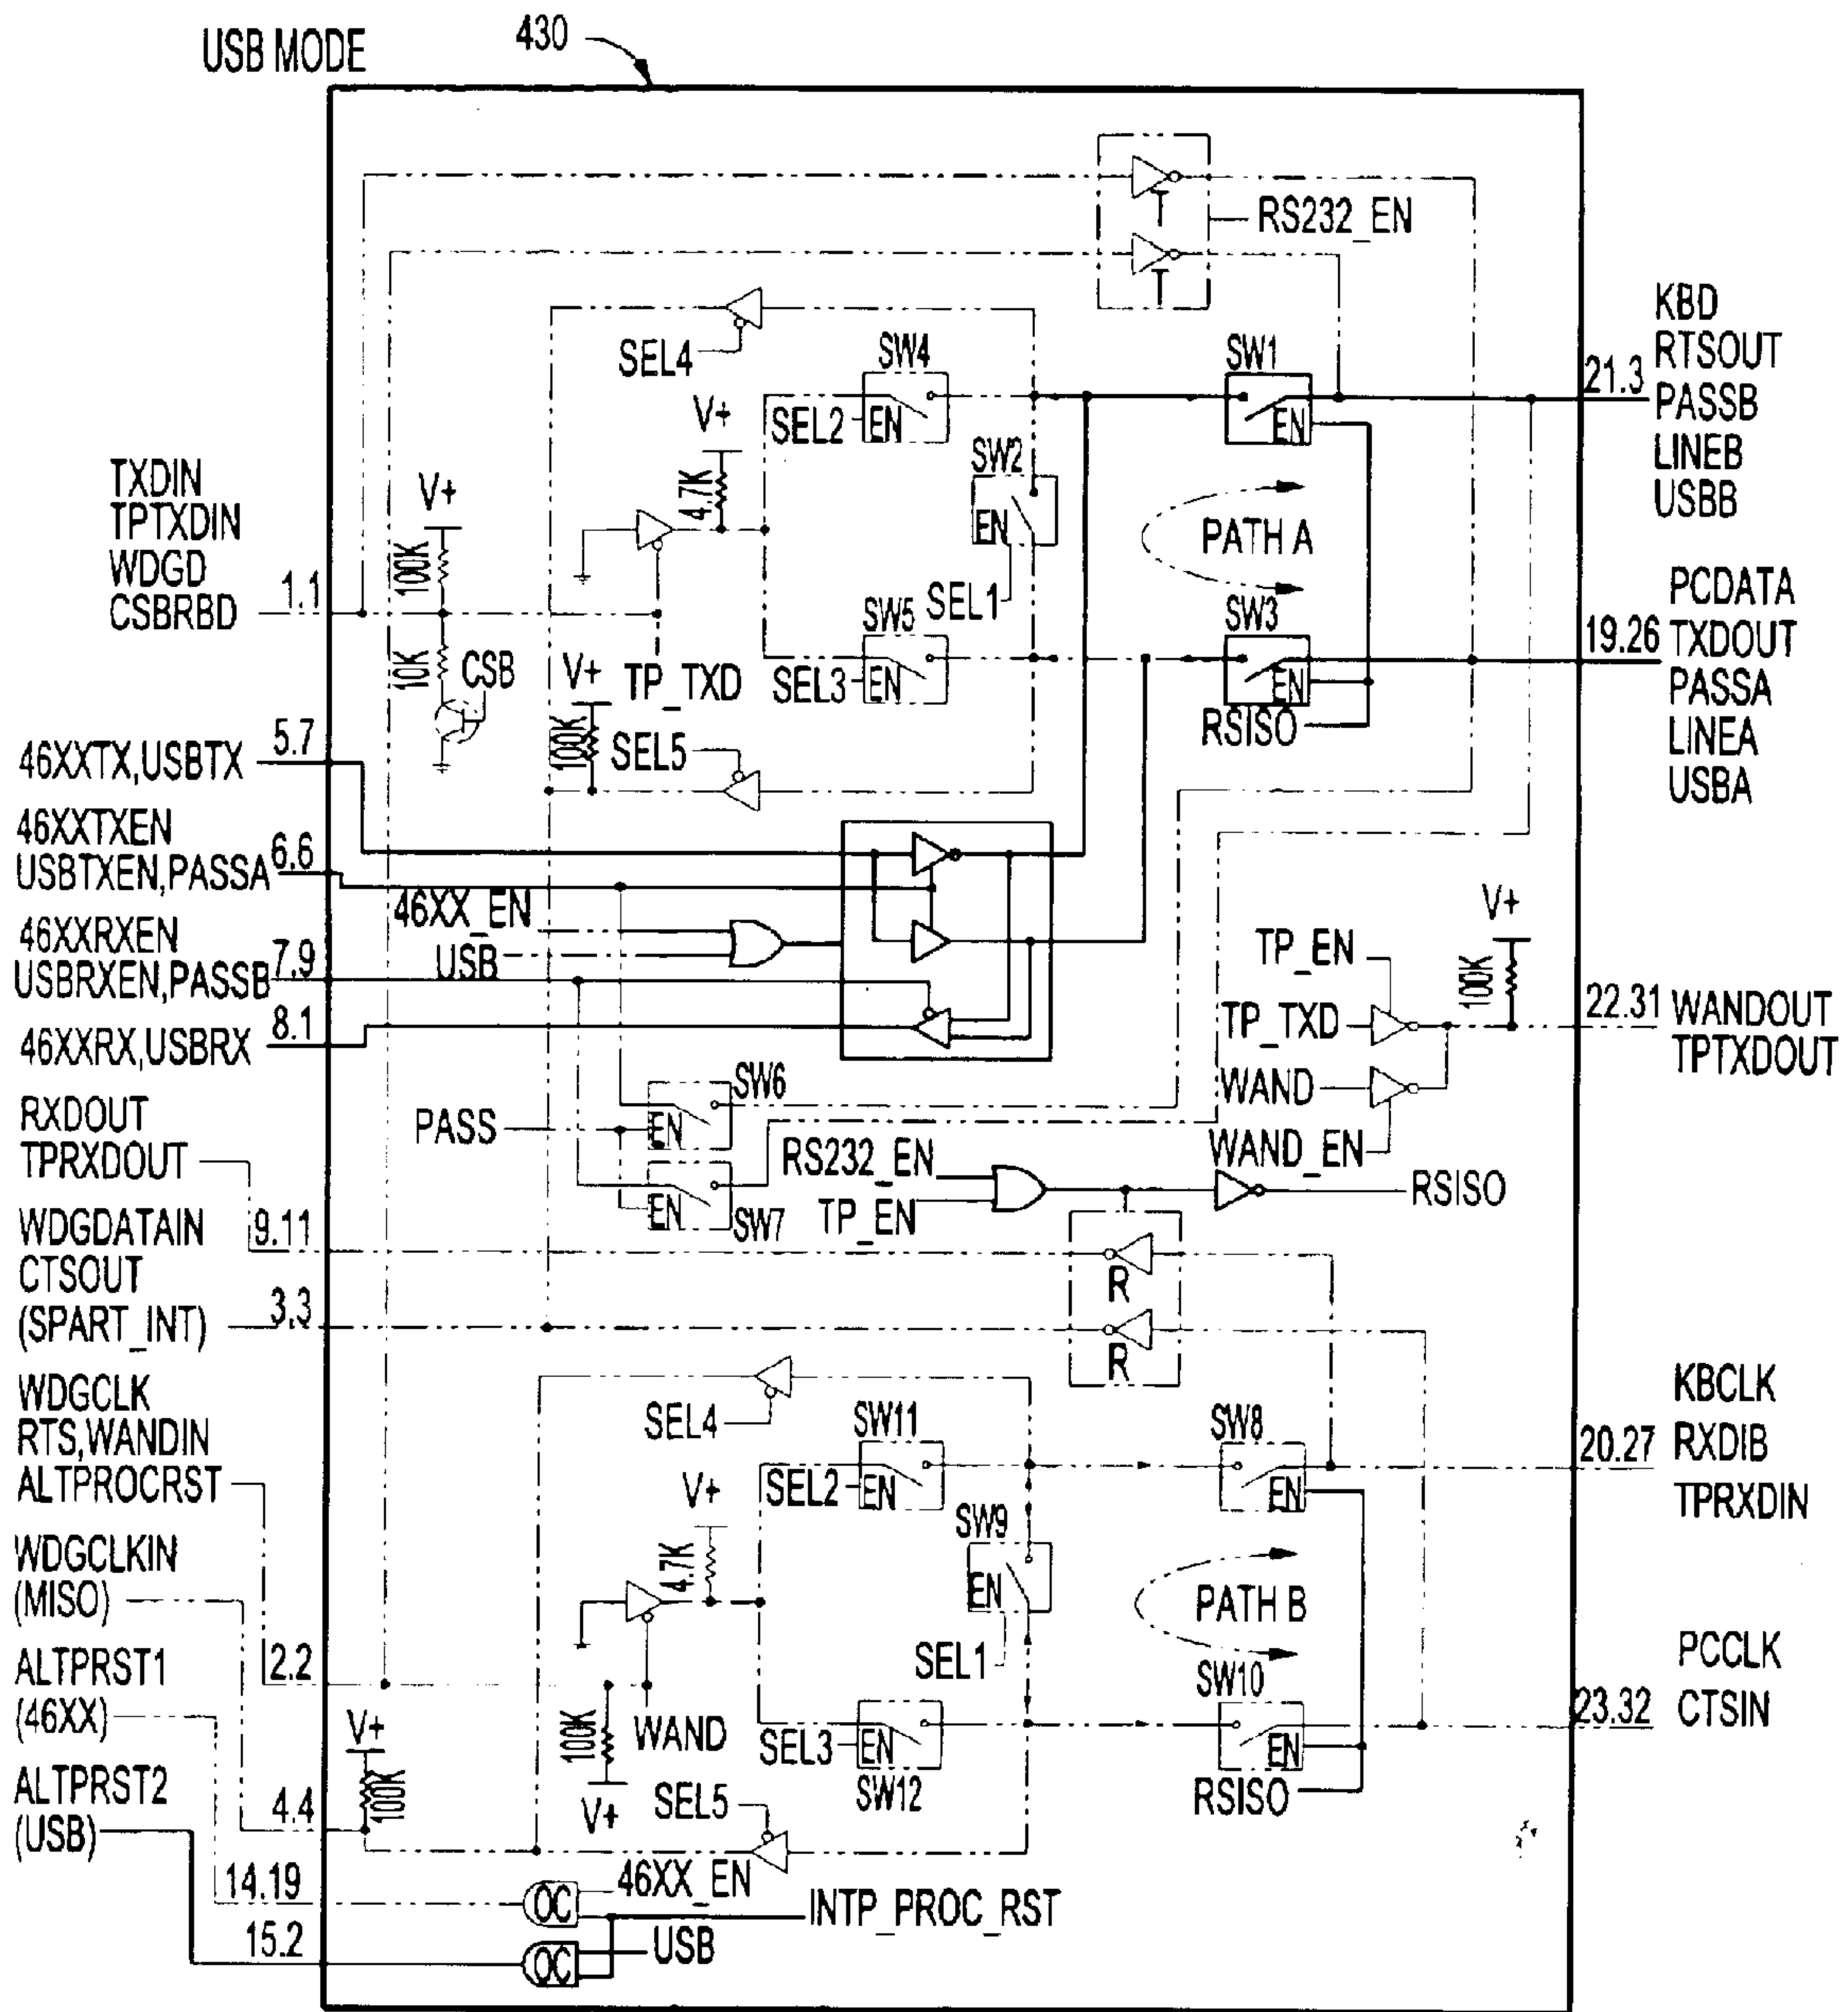 USB MODE
430
RS232_EN
SEL4
SW4
SEL2
EN
V+
4.7K
SW1
EN
21.3
KBD
RTSOUT
PASSB
LINEB
USBB
SW2
EN
SEL1
PATH A
TXDIN
TPTXDIN
WDGD
CSBRBD
1.1
V+
100K
10K
CSB
TP_TXD
SW5
SEL3
EN
SW3
EN
RSISO
19.26
PCDATA
TXDOUT
PASSA
LINEA
USBA
V+
100K
SEL5
46XXTX,USBTX
5.7
46XXTXEN
USBTXEN,PASSA
6.6
46XX_EN
USB
46XXRXEN
USBRXEN,PASSB
7.9
46XXRX,USBRX
8.1
V+
100K
TP_EN
TP_TXD
WAND
WAND_EN
22.31
WANDOUT
TPTXDOUT
PASS
SW6
EN
EN
SW7
RS232_EN
TP_EN
RSISO
RXDOUT
TPRXDOUT
9.11
R
R
WDGDATAIN
CTSOUT
(SPART_INT)
3.3
SEL4
SW11
SEL2
EN
SW8
EN
20.27
KBCLK
RXDIB
TPRXDIN
WDGCLK
RTS,WANDIN
ALTPROCRST
2.2
V+
4.7K
SW9
EN
SEL1
PATH B
WDGCLKIN
(MISO)
4.4
V+
100K
100K
V+
WAND
SEL3
EN
SW12
SW10
EN
RSISO
23.32
PCCLK
CTSIN
SEL5
ALTPRST1
(46XX)
14.19
OC
46XX_EN
INTP_PROC_RST
ALTPRST2
(USB)
15.2
OC
USB